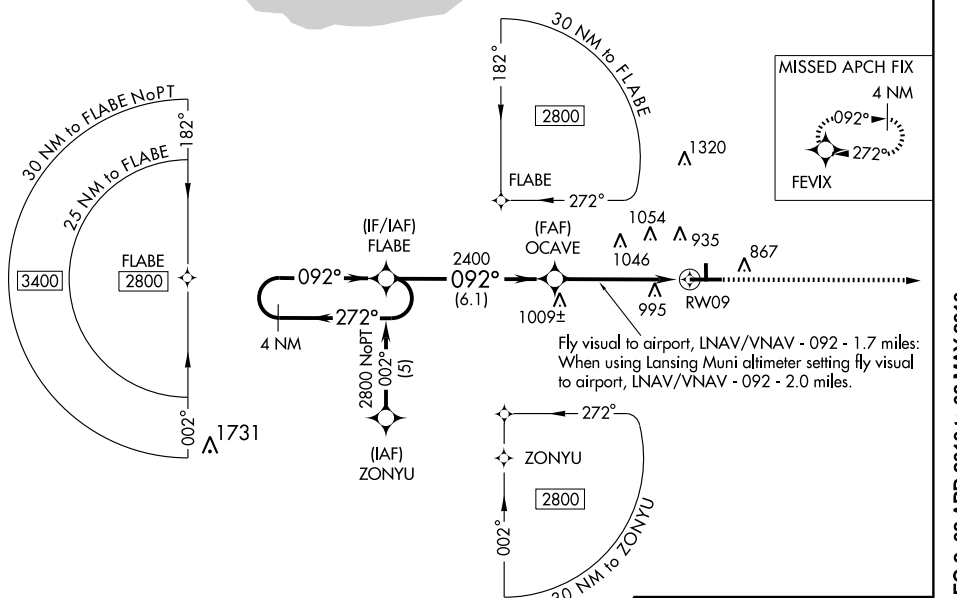 30 NM to FLABE NoPT
182°
25 NM to FLABE
FLABE
3400
2800
002°
1731
30 NM to FLABE
182°
2800
FLABE
272°
1320
MISSED APCH FIX
4 NM
092°
272°
FEVIX
(IF/IAF)
FLABE
092°
272°
4 NM
2400
092°
(6.1)
(FAF)
OCAVE
1009±
1054
1046
935
995
867
RW09
2800 NoPT
002°
(5)
(IAF)
ZONYU
Fly visual to airport, LNAV/VNAV - 092 - 1.7 miles:
When using Lansing Muni altimeter setting fly visual
to airport, LNAV/VNAV - 092 - 2.0 miles.
272°
ZONYU
2800
002°
30 NM to ZONYU